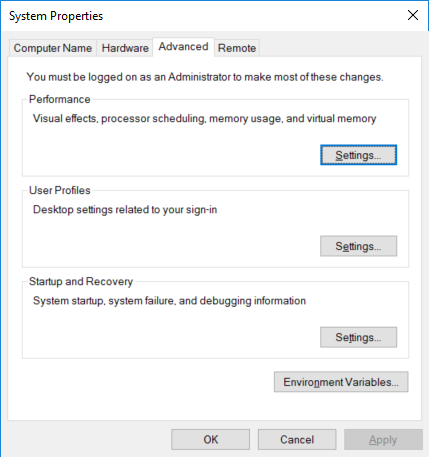 System Properties
Computer Name Hardware Advanced Remote
You must be logged on as an Administrator to make most of these changes.
Performance
Visual effects, processor scheduling, memory usage, and virtual memory
Settings...
User Profiles
Desktop settings related to your sign-in
Settings...
Startup and Recovery
System startup, system failure, and debugging information
Settings...
Environment Variables...
OK Cancel Apply